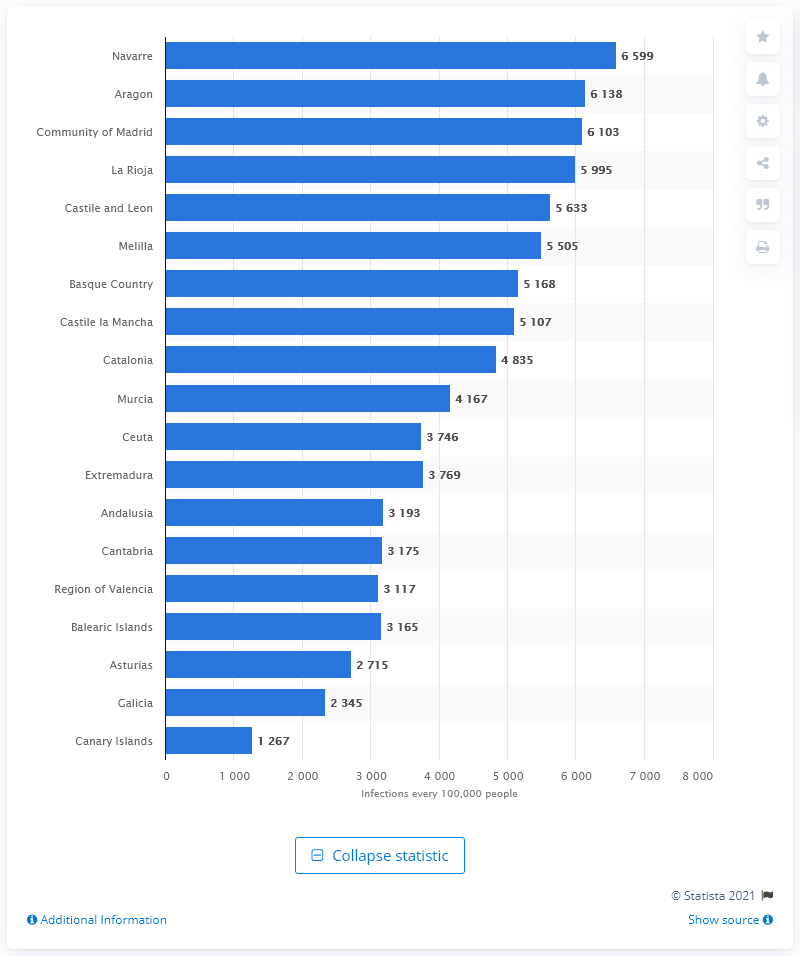 Navarre 6 599
Aragon 6 138
Community of Madrid 6 103
La Rioja 5 995
Castile and Leon 5 633
Melilla 5 505
Basque Country 5 168
Castile la Mancha 5 107
Catalonia 4 835
Murcia 4 167
Ceuta 3 746
Extremadura 3 769
Andalusia 3 193
Cantabria 3 175
Region of Valencia 3 117
Balearic Islands 3 165
Asturias 2 715
Galicia 2 345
Canary Islands 1 267
0 1 000 2 000 3 000 4 000 5 000 6 000 7 000 8 000
Infections every 100,000 people
Collapse statistic
© Statista 2021
Additional Information Show source